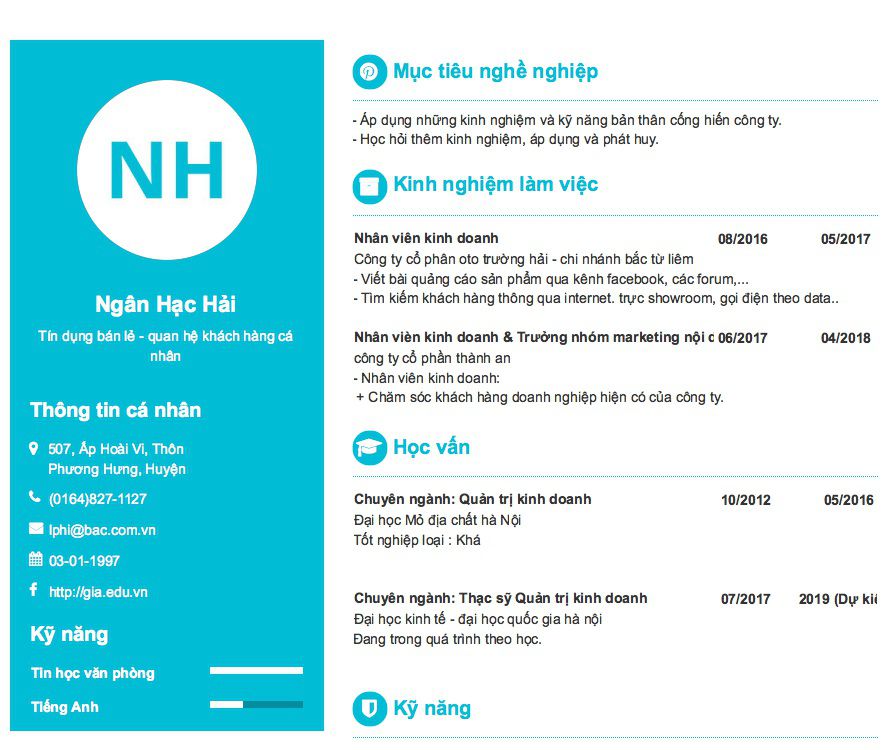 NH
Ngân Hạc Hải
Tín dụng bán lẻ - quan hệ khách hàng cá
nhân
Thông tin cá nhân
507, Ấp Hoài Vi, Thôn
Phương Hưng, Huyện
(0164)827-1127
lphi@bac.com.vn
03-01-1997
http://gia.edu.vn
Kỹ năng
Tin học văn phòng
Tiếng Anh
Mục tiêu nghề nghiệp
- Áp dụng những kinh nghiệm và kỹ năng bản thân cống hiến công ty.
- Học hỏi thêm kinh nghiệm, áp dụng và phát huy.
Kinh nghiệm làm việc
Nhân viên kinh doanh 08/2016 05/2017
Công ty cổ phân oto trường hải - chi nhánh bắc từ liêm
- Viết bài quảng cáo sản phẩm qua kênh facebook, các forum,...
- Tìm kiếm khách hàng thông qua internet. trực showroom, gọi điện theo data..
Nhân viên kinh doanh & Trưởng nhóm marketing nội 06/2017 04/2018
công ty cổ phần thành an
- Nhân viên kinh doanh:
+ Chăm sóc khách hàng doanh nghiệp hiện có của công ty.
Học vấn
Chuyên ngành: Quản trị kinh doanh 10/2012 05/2016
Đại học Mỏ địa chất hà Nội
Tốt nghiệp loại : Khá
Chuyên ngành: Thạc sỹ Quản trị kinh doanh 07/2017 2019 (Dự kiế
Đại học kinh tế - đại học quốc gia hà nội
Đang trong quá trình theo học.
Kỹ năng